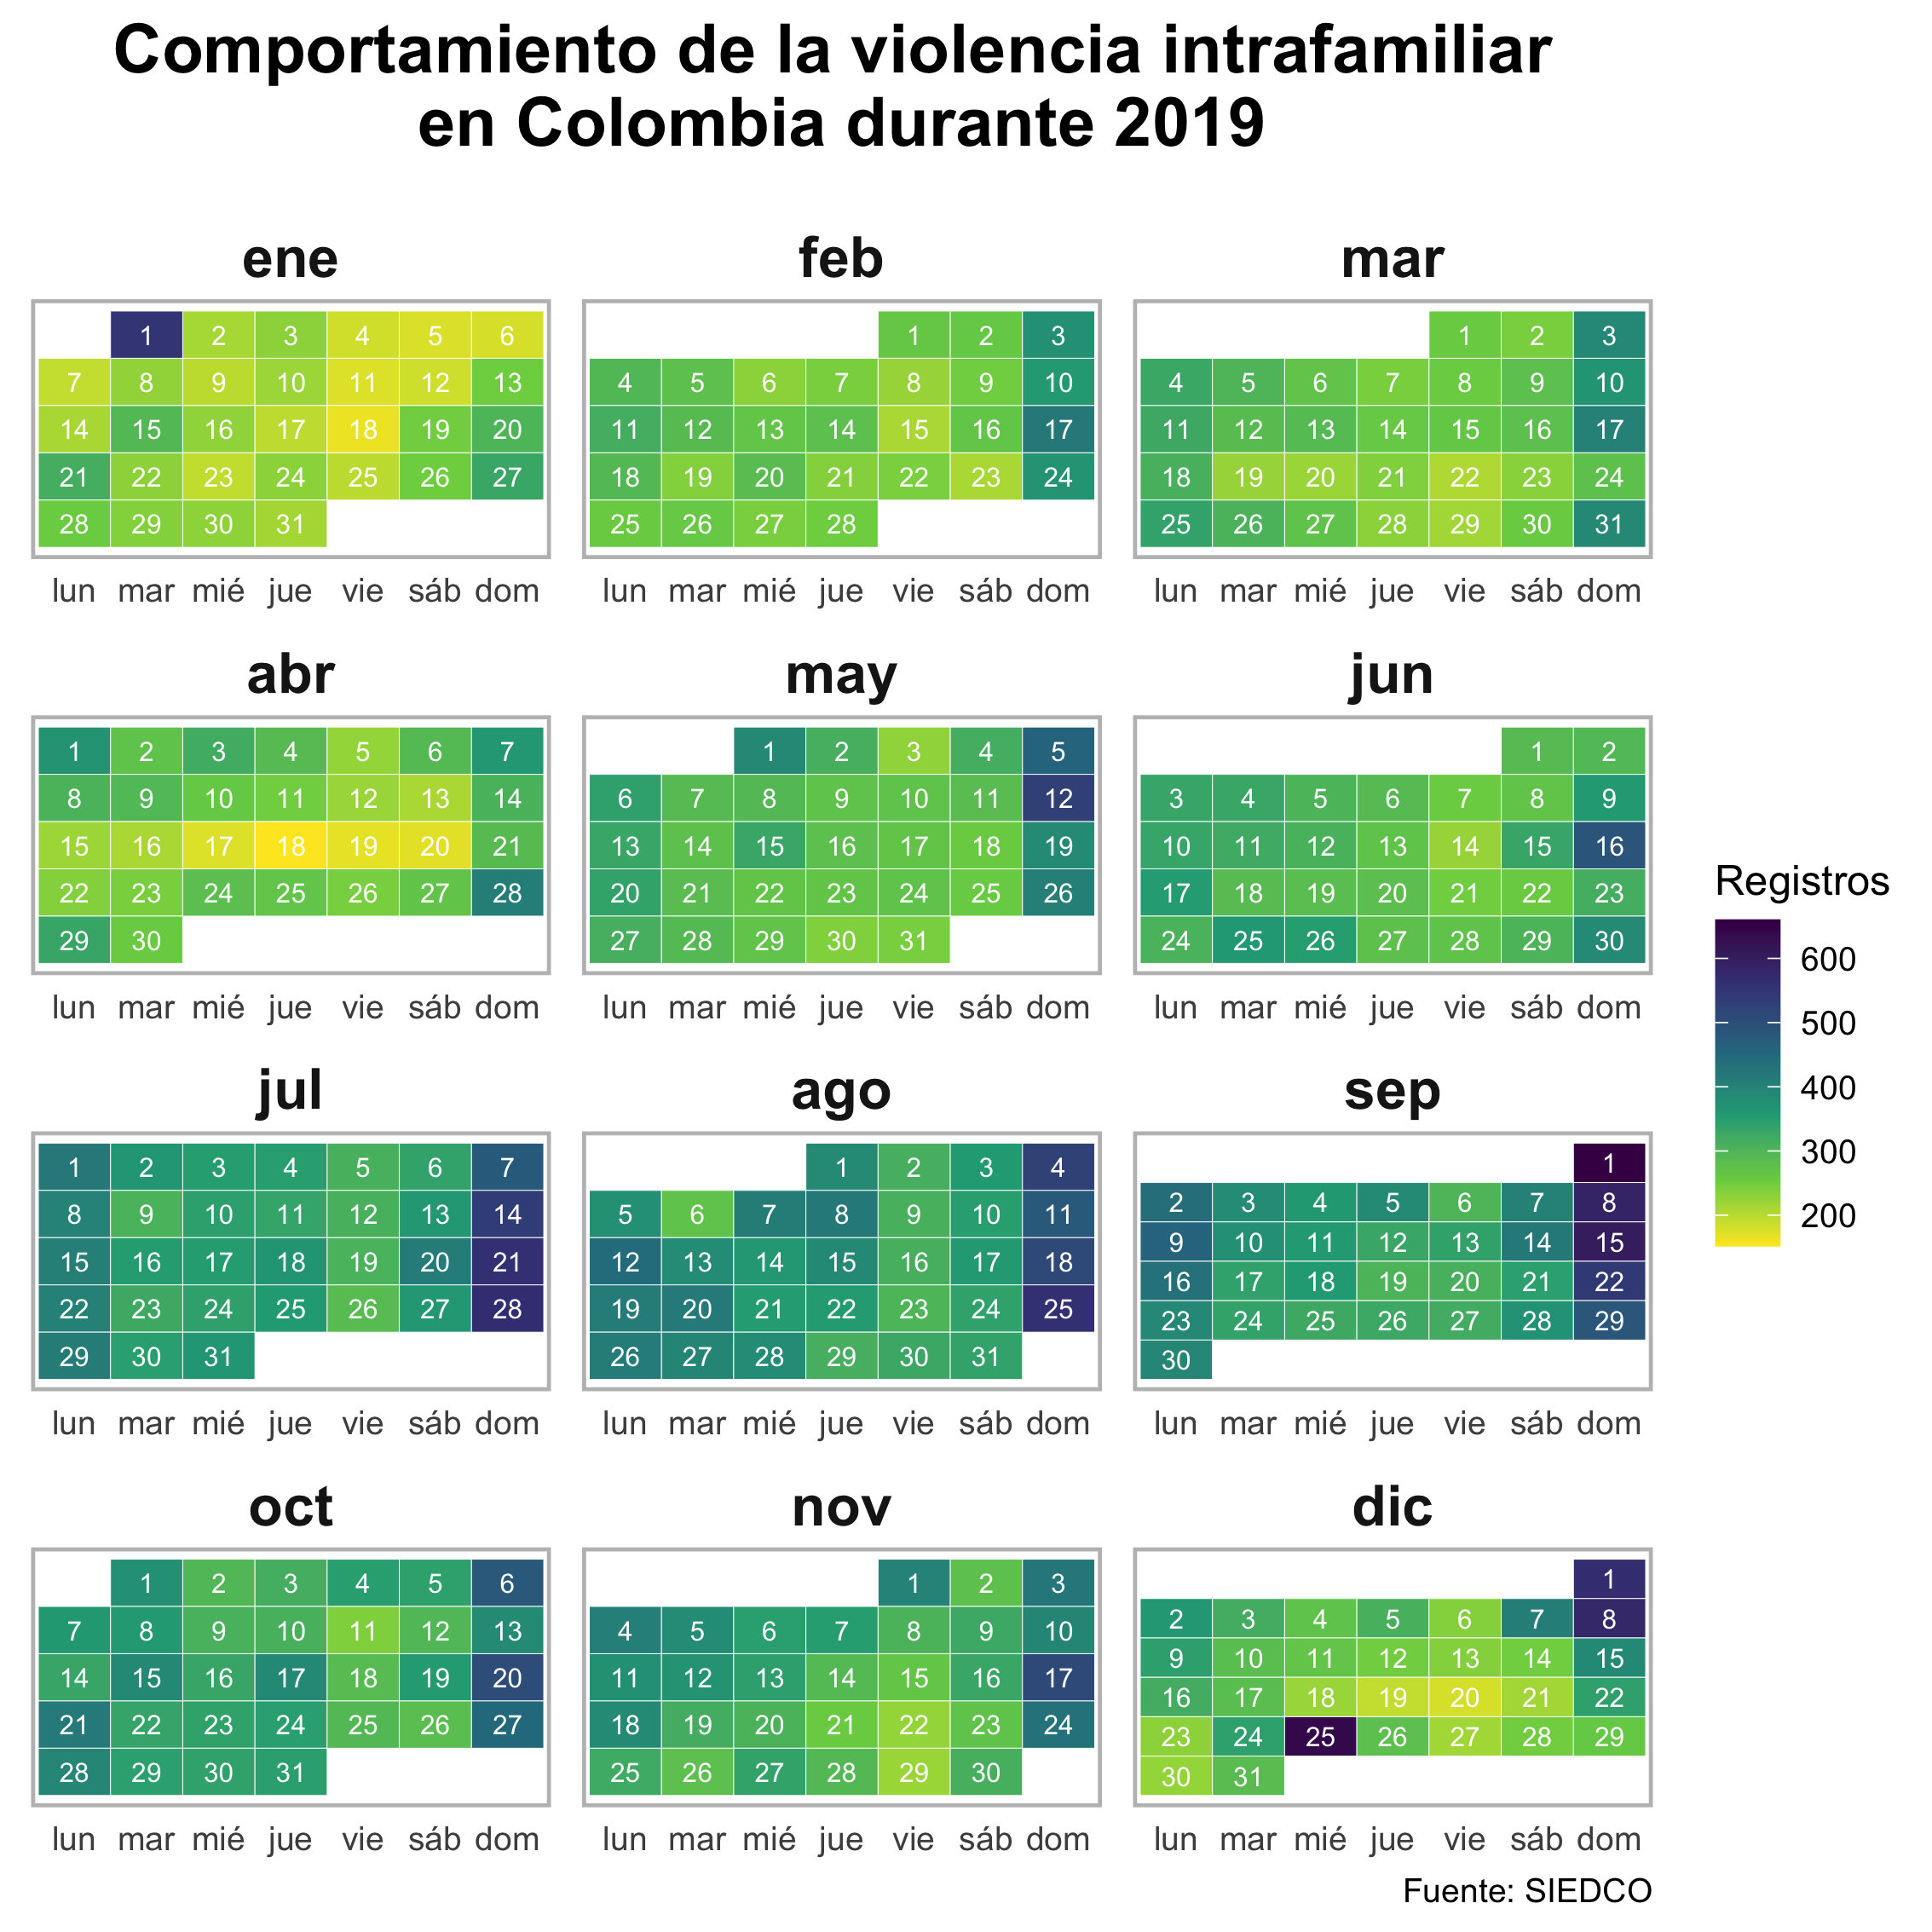 Comportamiento de la violencia intrafamiliar
en Colombia durante 2019
ene feb mar
1 2 3 4 5 6 1 2 3 1 2 3
7 8 9 10 11 12 13 4 5 6 7 8 9 10 4 5 6 7 8 9 10
14 15 16 17 18 19 20 11 12 13 14 15 16 17 11 12 13 14 15 16 17
21 22 23 24 25 26 27 18 19 20 21 22 23 24 18 19 20 21 22 23 24
28 29 30 31 25 26 27 28 25 26 27 28 29 30 31
lun mar mié jue vie sáb dom lun mar mié jue vie sáb dom lun mar mié jue vie sáb dom
abr may jun
1 2 3 4 5 6 7 1 2 3 4 5 1 2
8 9 10 11 12 13 14 6 7 8 9 10 11 12 3 4 5 6 7 8 9
15 16 17 18 19 20 21 13 14 15 16 17 18 19 10 11 12 13 14 15 16
22 23 24 25 26 27 28 20 21 22 23 24 25 26 17 18 19 20 21 22 23
29 30 27 28 29 30 31 24 25 26 27 28 29 30
lun mar mié jue vie sáb dom lun mar mié jue vie sáb dom lun mar mié jue vie sáb dom
jul ago sep
1 2 3 4 5 6 7 1 2 3 4 1
8 9 10 11 12 13 14 5 6 7 8 9 10 11 2 3 4 5 6 7 8
15 16 17 18 19 20 21 12 13 14 15 16 17 18 9 10 11 12 13 14 15
22 23 24 25 26 27 28 19 20 21 22 23 24 25 16 17 18 19 20 21 22
29 30 31 26 27 28 29 30 31 23 24 25 26 27 28 29
30
lun mar mié jue vie sáb dom lun mar mié jue vie sáb dom lun mar mié jue vie sáb dom
oct nov dic
1 2 3 4 5 6 1 2 3 1
7 8 9 10 11 12 13 4 5 6 7 8 9 10 2 3 4 5 6 7 8
14 15 16 17 18 19 20 11 12 13 14 15 16 17 9 10 11 12 13 14 15
21 22 23 24 25 26 27 18 19 20 21 22 23 24 16 17 18 19 20 21 22
28 29 30 31 25 26 27 28 29 30 23 24 25 26 27 28 29
30 31
lun mar mié jue vie sáb dom lun mar mié jue vie sáb dom lun mar mié jue vie sáb dom
Registros
600
500
400
300
200
Fuente: SIEDCO